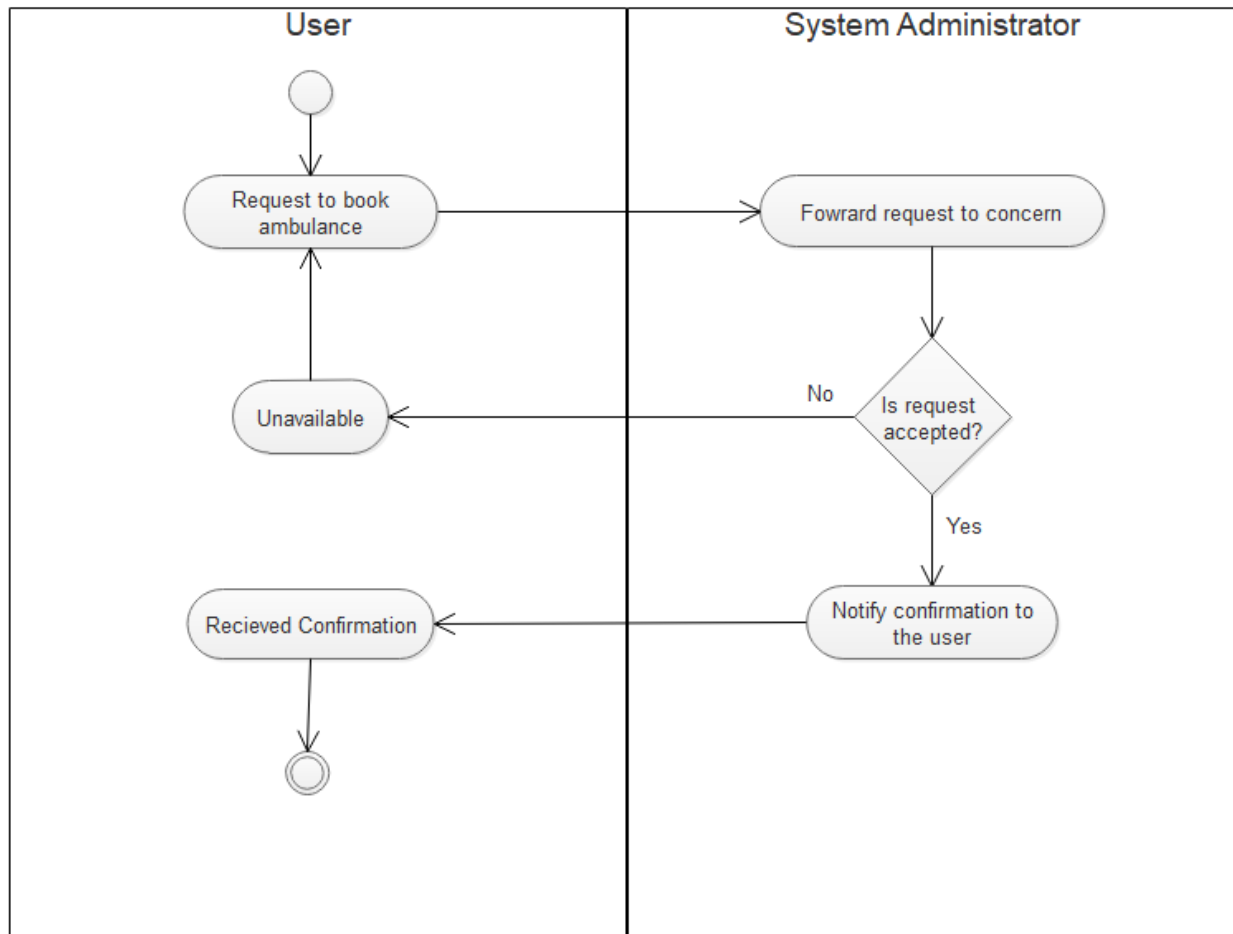 User
System Administrator
Request to book
ambulance
Fowrard request to concern
No
Is request
accepted?
Unavailable
Yes
Recieved Confirmation
Notify confirmation to
the user